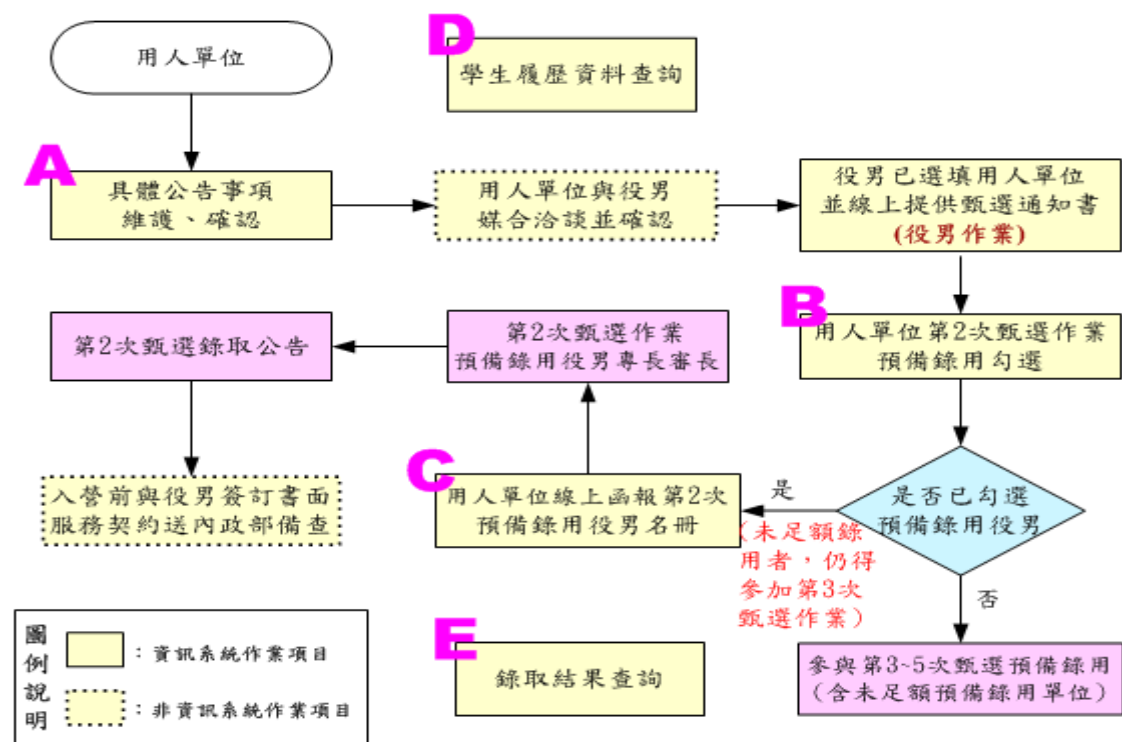 用人單位
D
學生履歷資料查詢
A
具體公告事項
維護、確認
用人單位與役男
媒合洽談並確認
役男已選填用人單位
並線上提供甄選通知書
(役男作業)
B
用人單位第2次甄選作業
預備錄用勾選
第2次甄選作業
預備錄用役男專長審長
第2次甄選錄取公告
入營前與役男簽訂書面
服務契約送內政部備查
C
用人單位線上函報第2次
預備錄用役男名冊
是
是否已勾選
預備錄用役男
(未足額錄
用者，仍得
參加第3次
甄選作業)
否
參與第3~5次甄選預備錄用
(含未足額預備錄用單位)
E
錄取結果查詢
圖例說明
：資訊系統作業項目
：非資訊系統作業項目